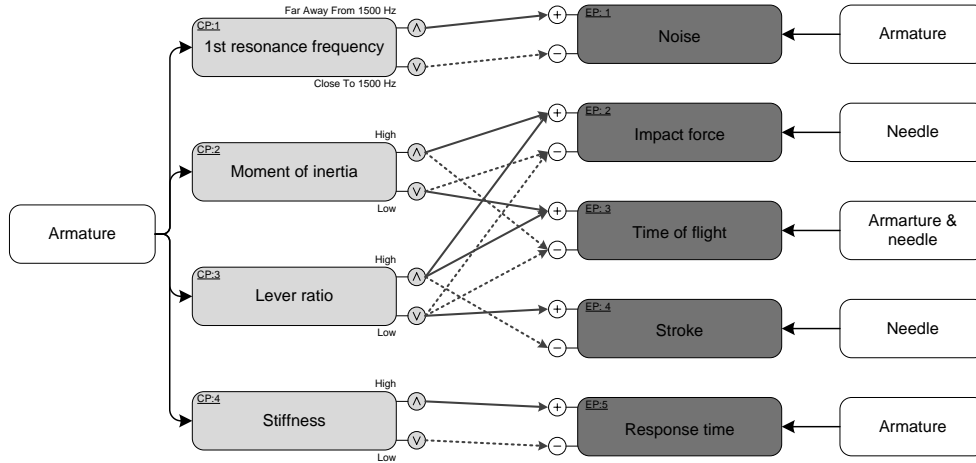 Armature
Far Away From 1500 Hz
CP:1
1st resonance frequency
Close To 1500 Hz
High
CP:2
Moment of inertia
Low
High
CP:3
Lever ratio
Low
High
CP:4
Stiffness
Low
EP: 1
Noise
EP: 2
Impact force
EP: 3
Time of flight
EP: 4
Stroke
EP:5
Response time
Armature
Needle
Armarture &
needle
Needle
Armature